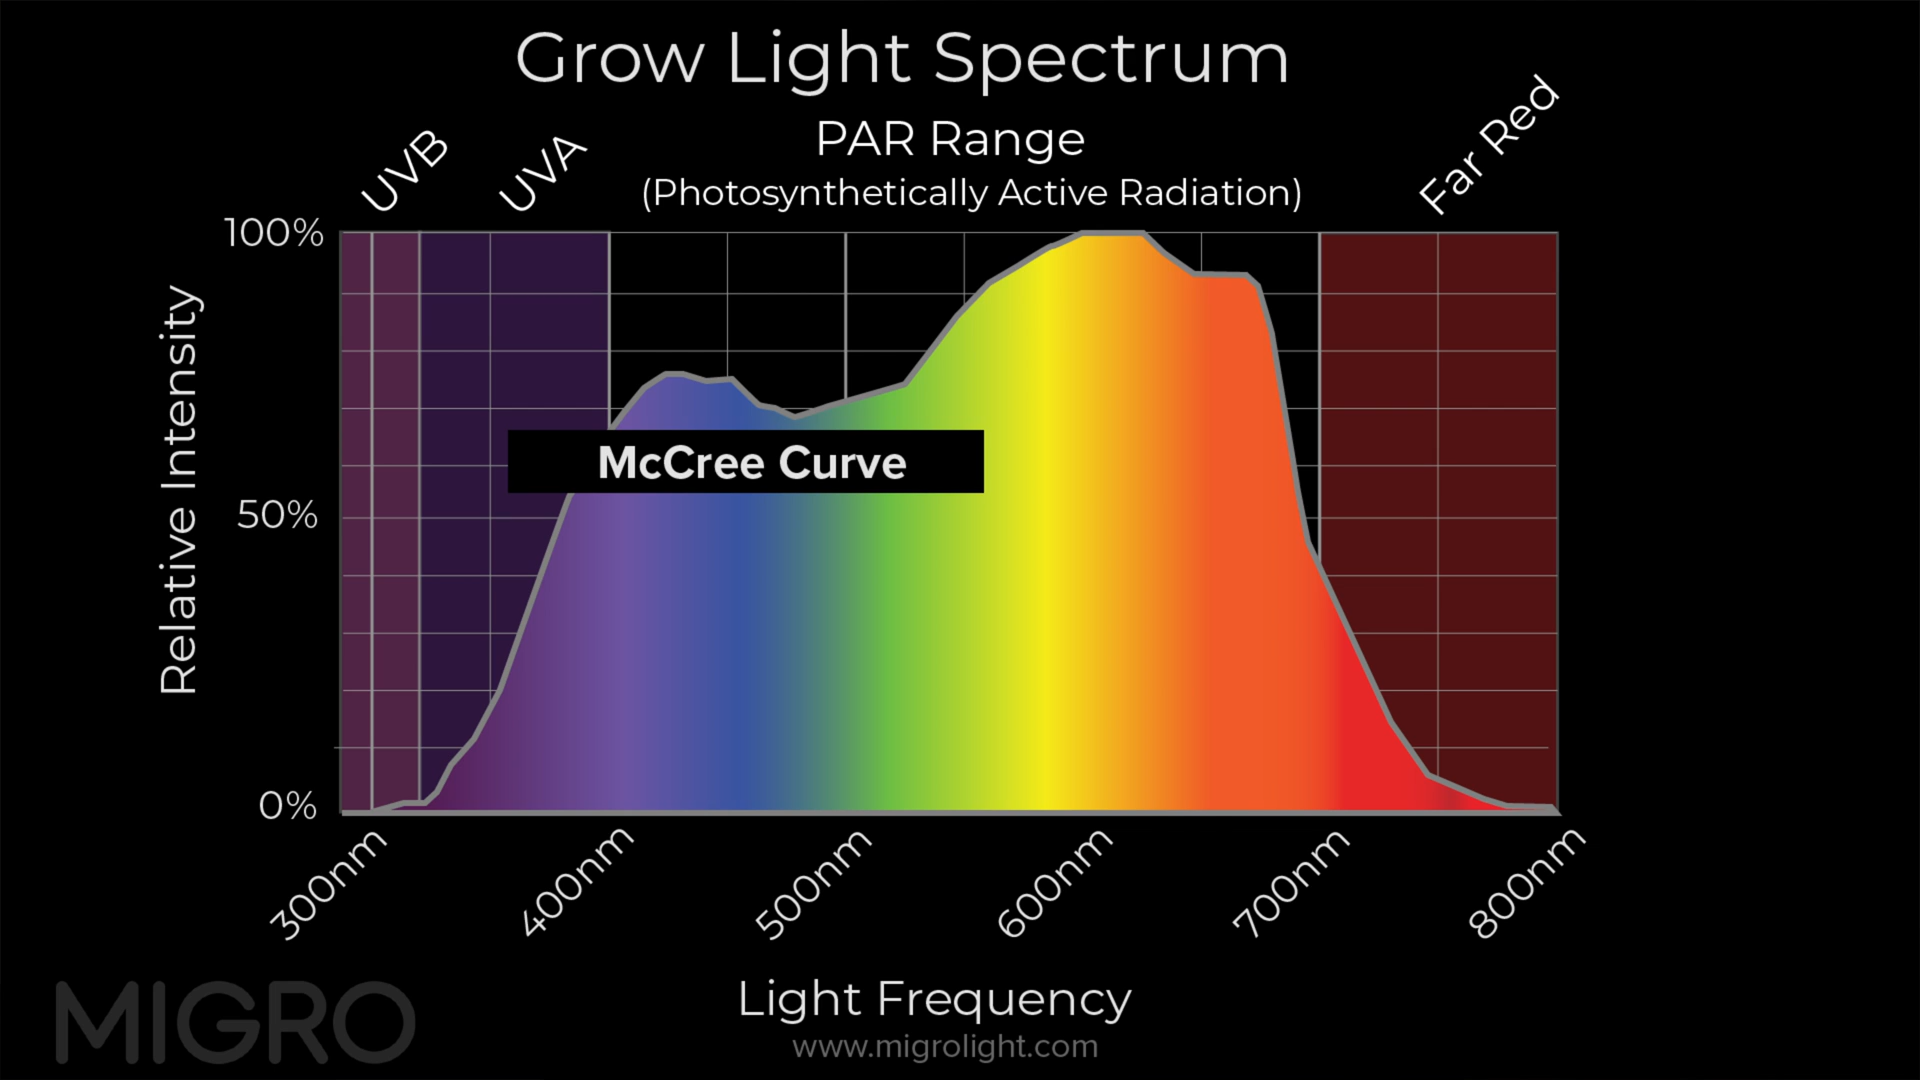 Grow Light Spectrum
UVB
UVA
PAR Range
(Photosynthetically Active Radiation)
Far Red
100%
50%
0%
Relative Intensity
McCree Curve
300nm
400nm
500nm
600nm
700nm
800nm
Light Frequency
www.migrolight.com
MIGRO